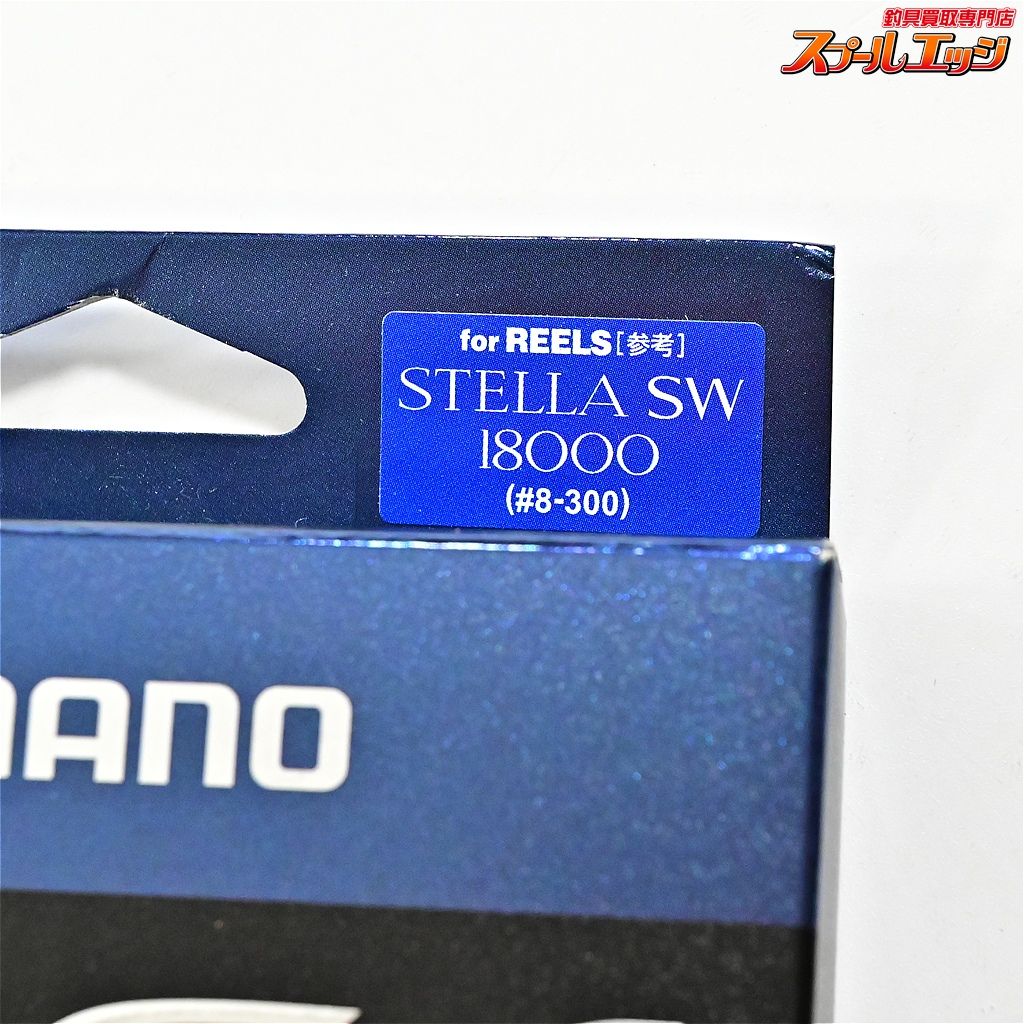 釣具買取専門店
スプールエッジ
for REELS[参考]
STELLA SW
18000
(#8-300)
MANO